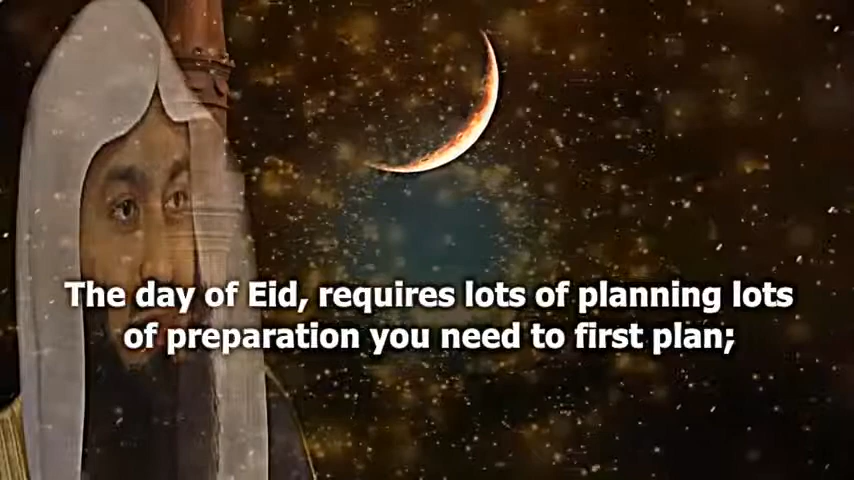 The day of Eid, requires lots of planning lots
of preparation you need to first plan;